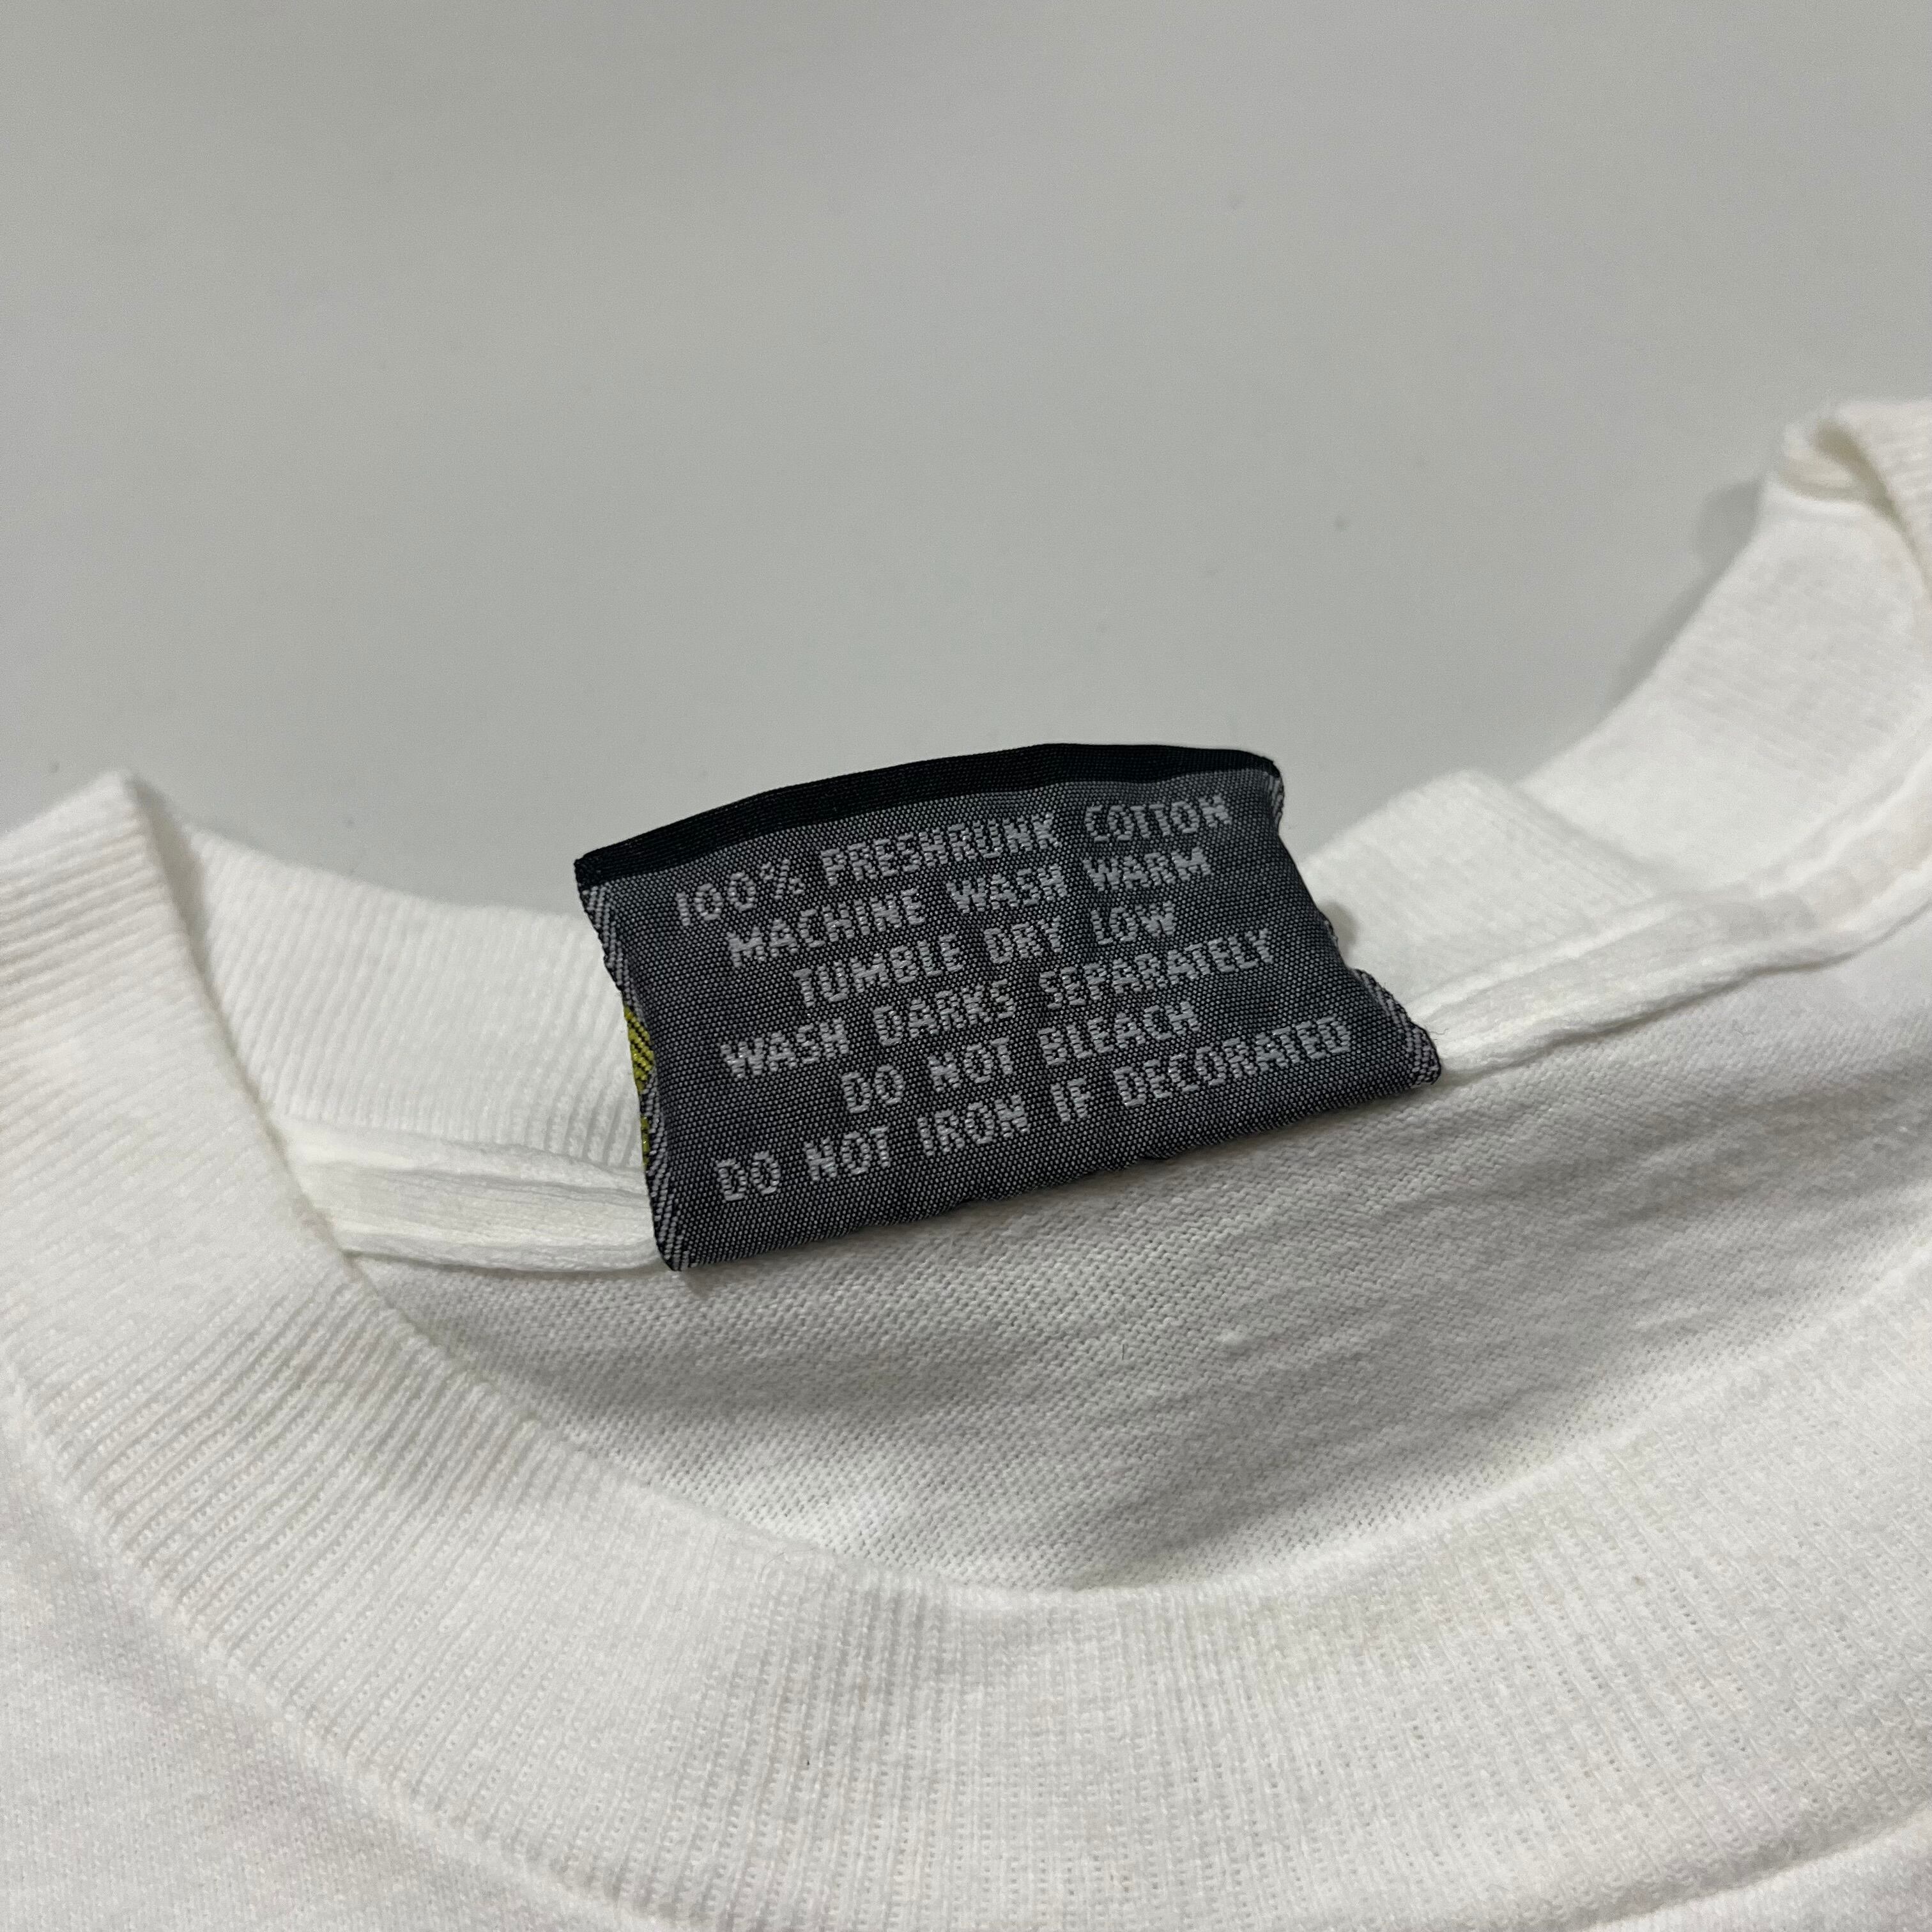 100% PRESHRUNK COTTON
MACHINE WASH WARM
TUMBLE DRY LOW
WASH DARKS SEPARATELY
DO NOT BLEACH
DO NOT IRON IF DECORATED